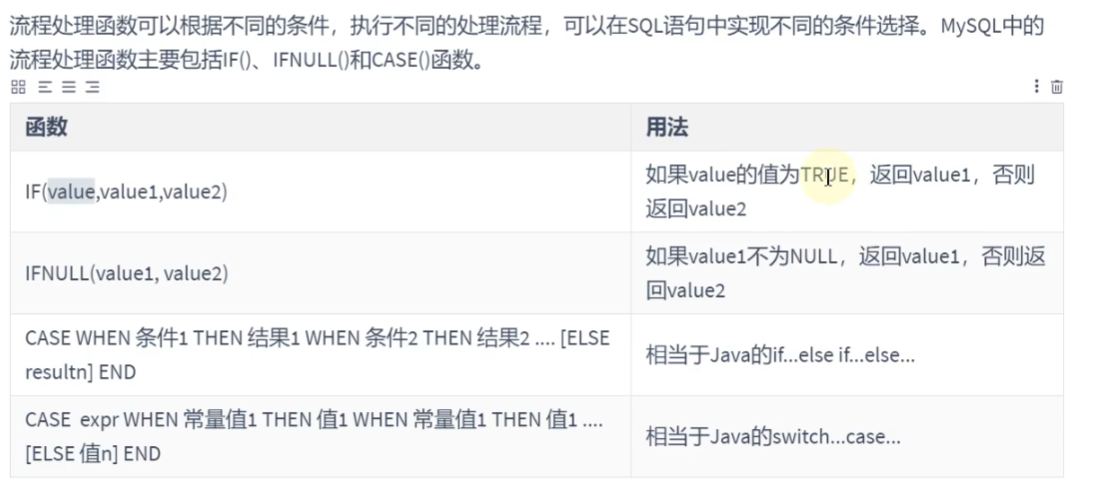 流程处理函数可以根据不同的条件，执行不同的处理流程，可以在SQL语句中实现不同的条件选择。MySQL中的
流程处理函数主要包括IF()、IFNULL()和CASE()函数。
函数
用法
IF(value,value1,value2)
如果value的值为TRUE，返回value1，否则
返回value2
IFNULL(value1, value2)
如果value1不为NULL，返回value1，否则返
回value2
CASE WHEN 条件1 THEN 结果1 WHEN 条件2 THEN 结果2 .... [ELSE
resultn] END
相当于Java的if...else if...else...
CASE  expr WHEN 常量值1 THEN 值1 WHEN 常量值1 THEN 值1 ....
[ELSE 值n] END
相当于Java的switch...case...